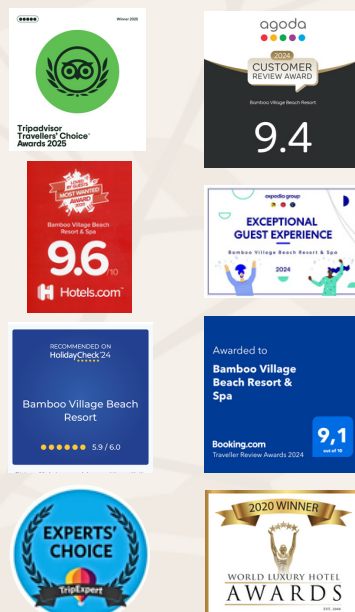 Winner 2025
Tripadvisor
Travellers' Choice™
Awards 2025
agoda
2024
CUSTOMER
REVIEW AWARD
Bamboo Village Beach Resort
9.4
LOVED
BY GUESTS
MOST WANTED
AWARD
Bamboo Village Beach
Resort & Spa
9.6/10
Hotels.com
expedia group
EXCEPTIONAL
GUEST EXPERIENCE
Bamboo Village Beach Resort & Spa
2024
RECOMMENDED ON
HolidayCheck'24
Bamboo Village Beach
Resort
5.9 / 6.0
Awarded to
Bamboo Village
Beach Resort &
Spa
Booking.com
Traveller Review Awards 2024
9,1
out of 10
EXPERTS'
CHOICE
TripExpert
2020 WINNER
WORLD LUXURY HOTEL
AWARDS